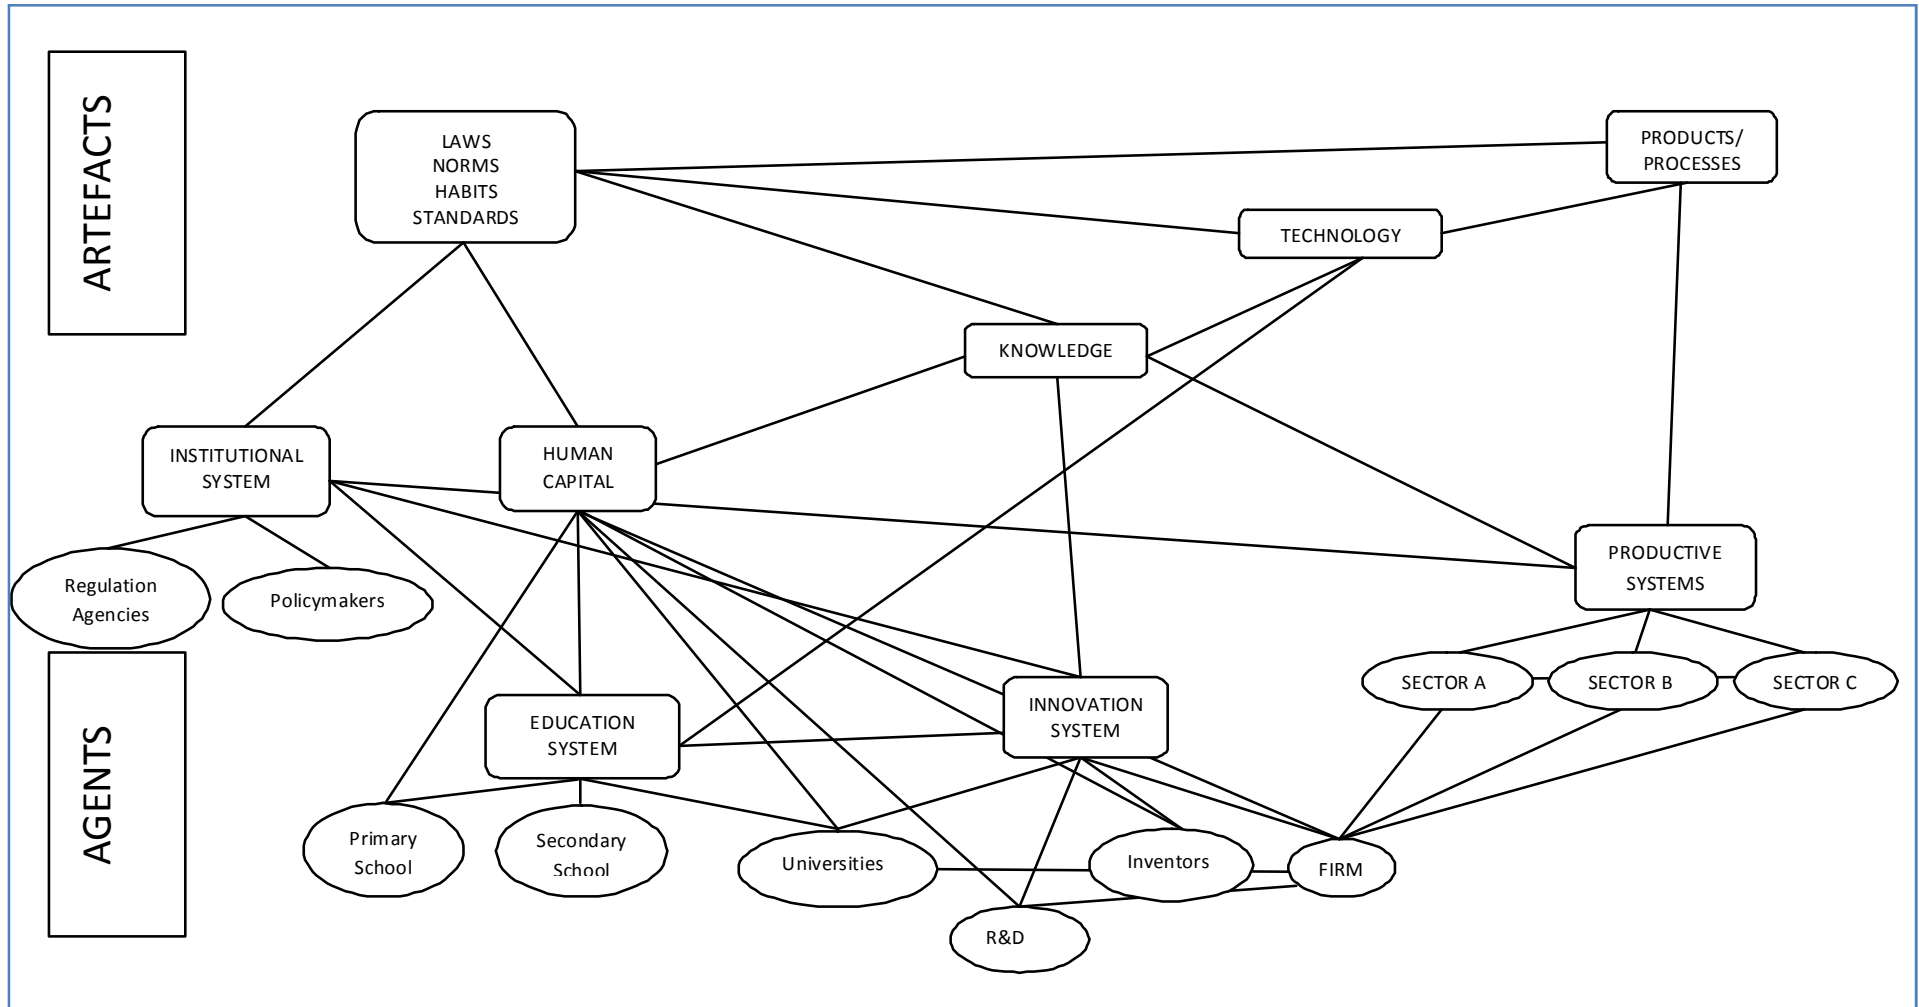 ARTEFACTS
LAWS
NORMS
HABITS
STANDARDS
PRODUCTS/
PROCESSES
TECHNOLOGY
KNOWLEDGE
INSTITUTIONAL
SYSTEM
HUMAN
CAPITAL
PRODUCTIVE
SYSTEMS
Regulation
Agencies
Policymakers
AGENTS
SECTOR A
SECTOR B
SECTOR C
EDUCATION
SYSTEM
INNOVATION
SYSTEM
Primary
School
Secondary
School
Universities
Inventors
FIRM
R&D